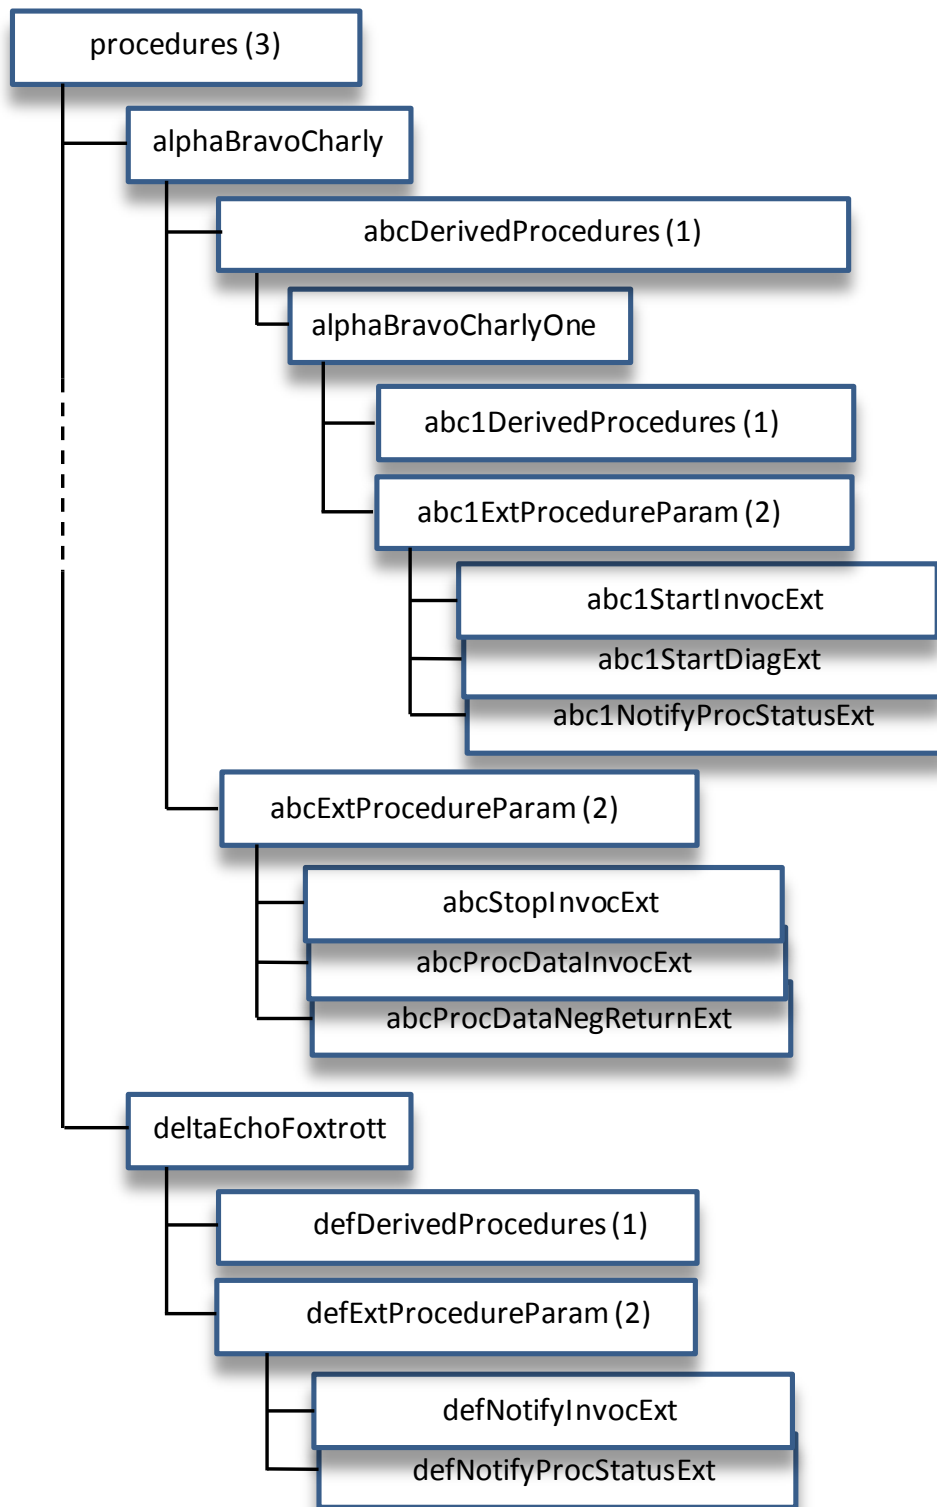 procedures (3)
alphaBravoCharly
abcDerivedProcedures (1)
alphaBravoCharlyOne
abc1DerivedProcedures (1)
abc1ExtProcedureParam (2)
abc1StartInvocExt
abc1StartDiagExt
abc1NotifyProcStatusExt
abcExtProcedureParam (2)
abcStopInvocExt
abcProcDataInvocExt
abcProcDataNegReturnExt
deltaEchoFoxtrott
defDerivedProcedures (1)
defExtProcedureParam (2)
defNotifyInvocExt
defNotifyProcStatusExt